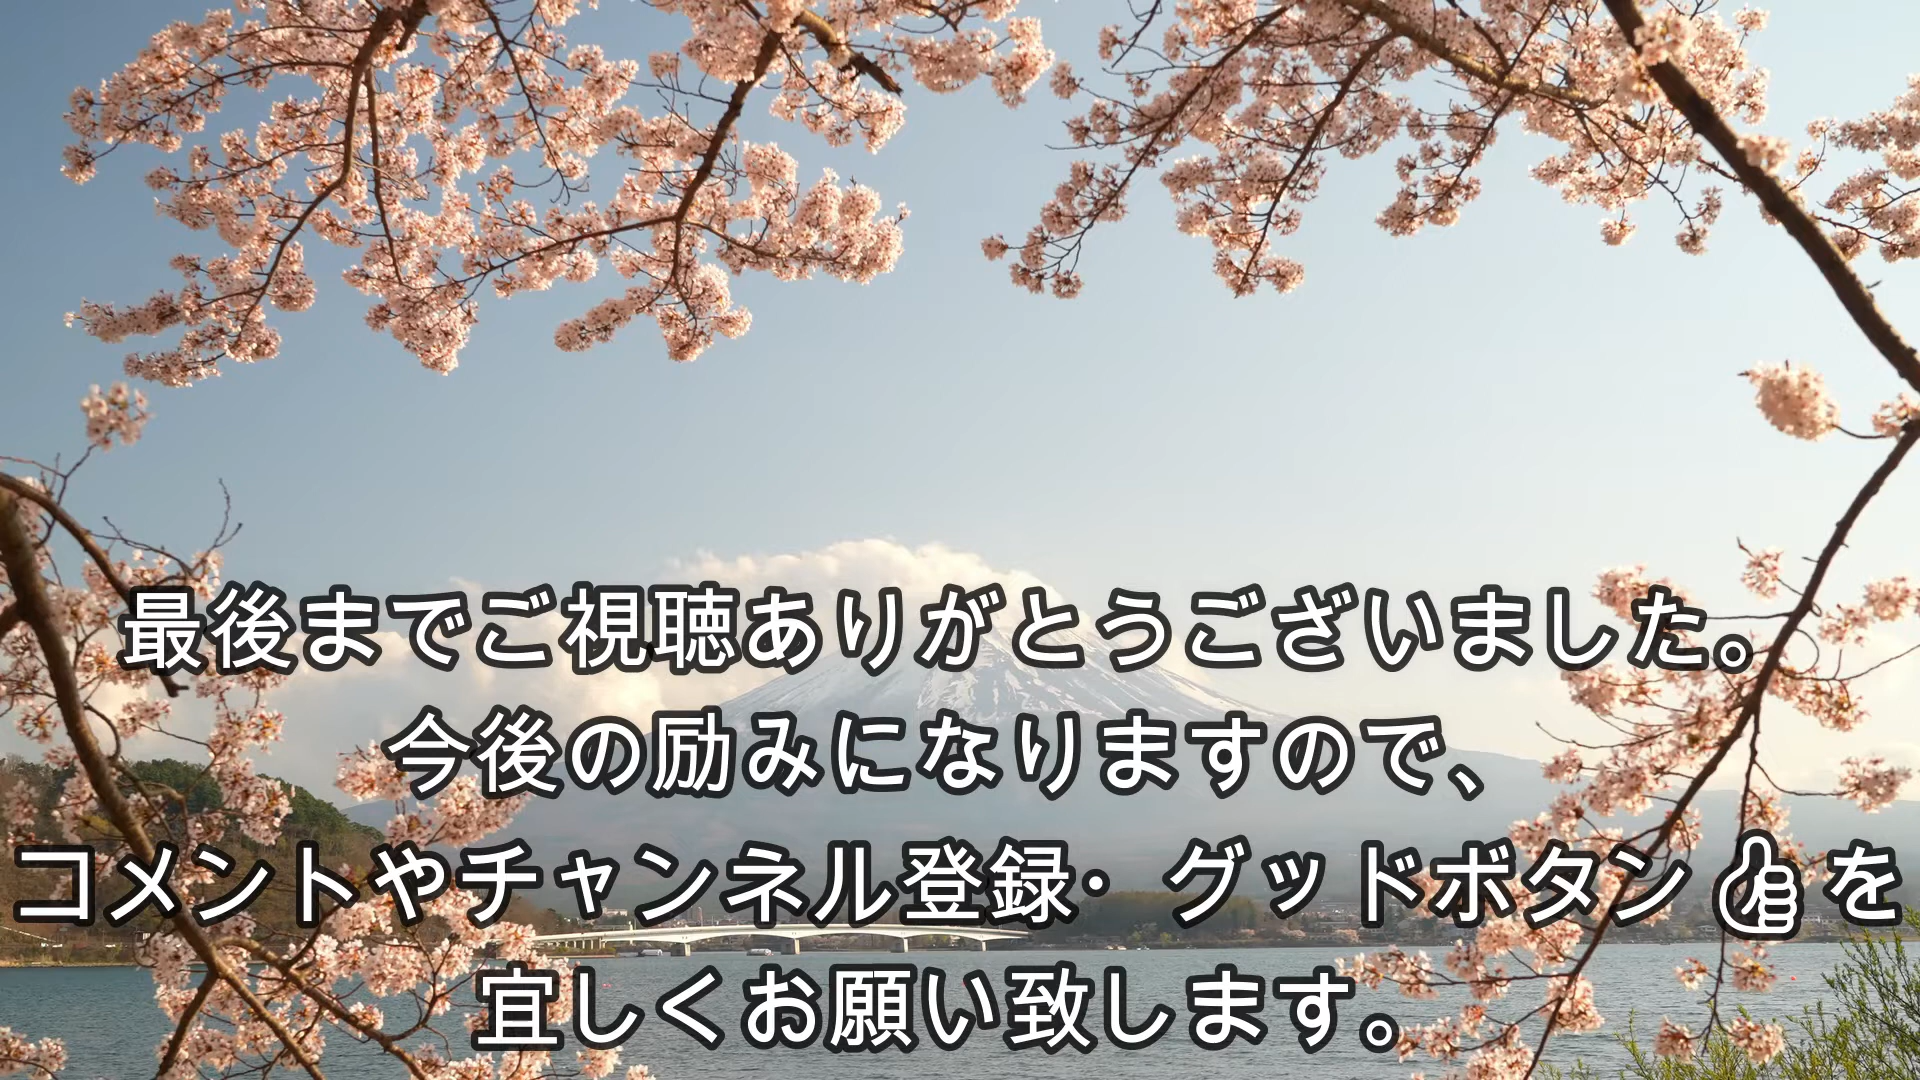 最後までご視聴ありがとうございました。
今後の励みになりますので、
コメントやチャンネル登録・グッドボタン👍を
宜しくお願い致します。